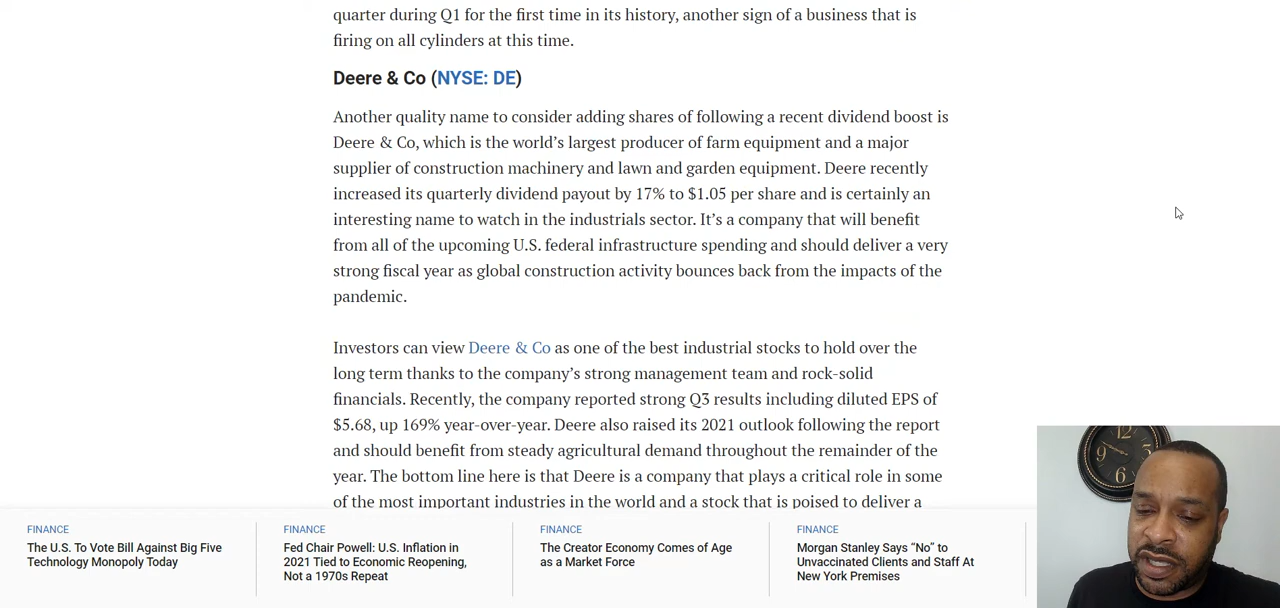 quarter during Q1 for the first time in its history, another sign of a business that is
firing on all cylinders at this time.
Deere & Co (NYSE: DE)
Another quality name to consider adding shares of following a recent dividend boost is
Deere & Co, which is the world's largest producer of farm equipment and a major
supplier of construction machinery and lawn and garden equipment. Deere recently
increased its quarterly dividend payout by 17% to $1.05 per share and is certainly an
interesting name to watch in the industrials sector. It's a company that will benefit
from all of the upcoming U.S. federal infrastructure spending and should deliver a very
strong fiscal year as global construction activity bounces back from the impacts of the
pandemic.
Investors can view Deere & Co as one of the best industrial stocks to hold over the
long term thanks to the company's strong management team and rock-solid
financials. Recently, the company reported strong Q3 results including diluted EPS of
$5.68, up 169% year-over-year. Deere also raised its 2021 outlook following the report
and should benefit from steady agricultural demand throughout the remainder of the
year. The bottom line here is that Deere is a company that plays a critical role in some
of the most important industries in the world and a stock that is poised to deliver a
FINANCE
The U.S. To Vote Bill Against Big Five
Technology Monopoly Today
FINANCE
Fed Chair Powell: U.S. Inflation in
2021 Tied to Economic Reopening,
Not a 1970s Repeat
FINANCE
The Creator Economy Comes of Age
as a Market Force
FINANCE
Morgan Stanley Says “No” to
Unvaccinated Clients and Staff At
New York Premises
12
9
3
6